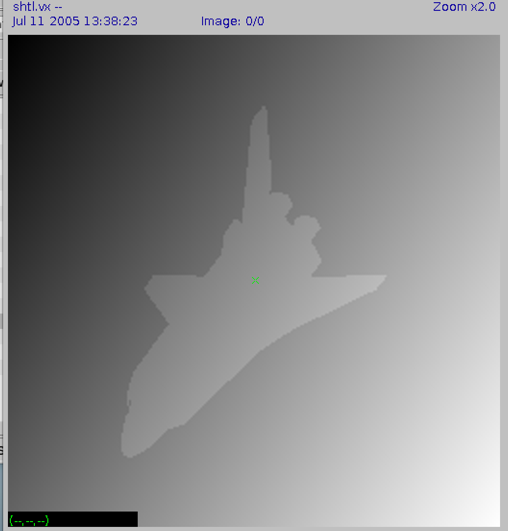 shtl.vx --
Zoom x2.0
Jul 11 2005 13:38:23
Image: 0/0
(--,--,--)